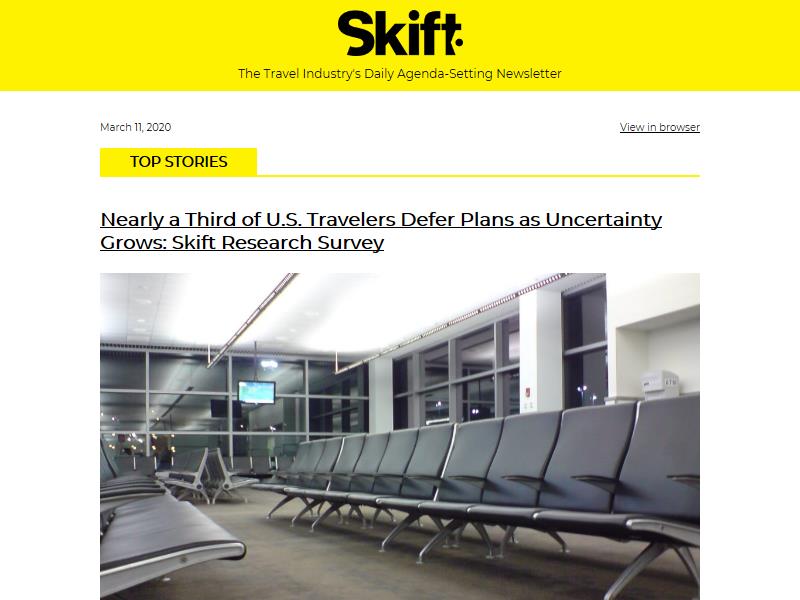 Skift
The Travel Industry's Daily Agenda-Setting Newsletter
March 11, 2020
View in browser
TOP STORIES
Nearly a Third of U.S. Travelers Defer Plans as Uncertainty
Grows: Skift Research Survey